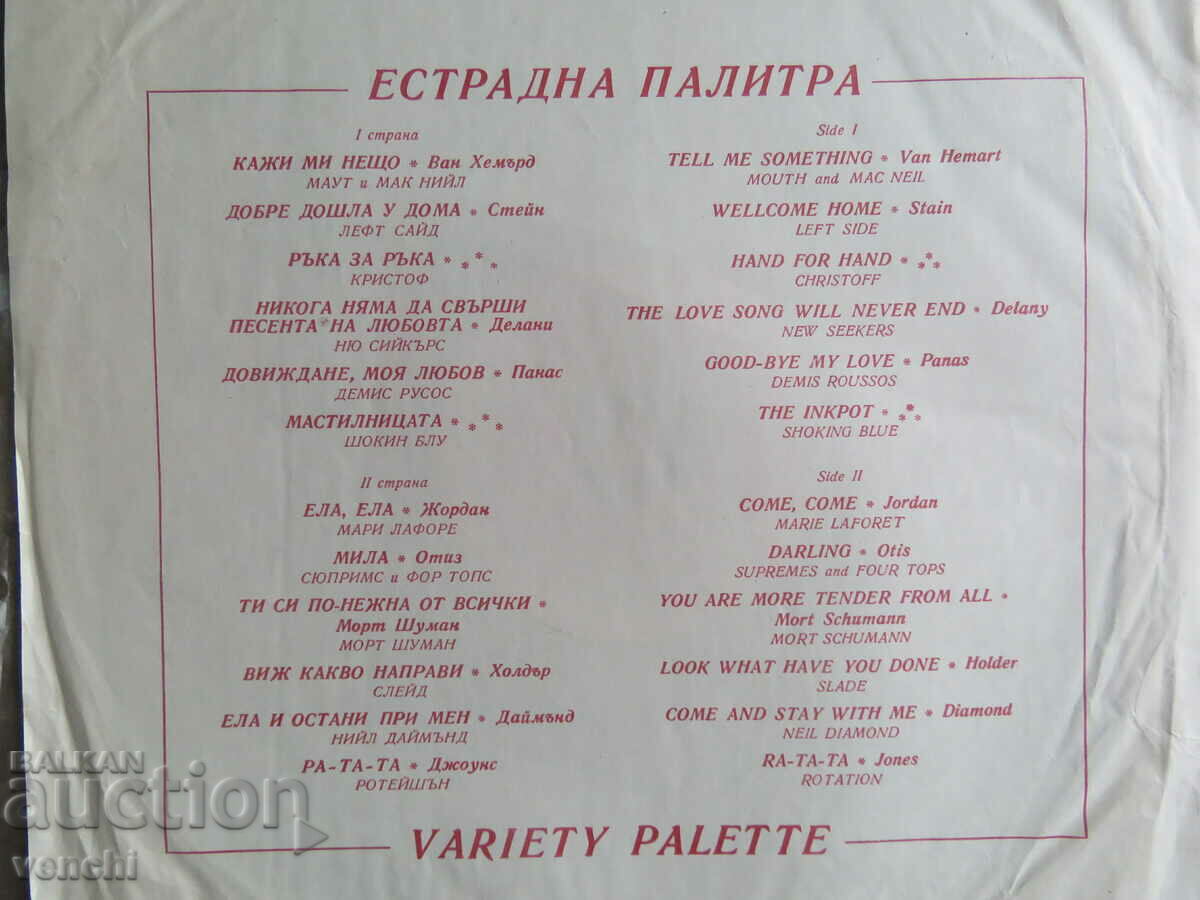 ЕСТРАДНА ПАЛИТРА
I страна
КАЖИ МИ НЕЩО * Ван Хемърд
МАУТ и МАК НИЙЛ
ДОБРЕ ДОШЛА У ДОМА * Стейн
ЛЕФТ САЙД
РЪКА ЗА РЪКА * ***
КРИСТОФ
НИКОГА НЯМА ДА СВЪРШИ
ПЕСЕНТА НА ЛЮБОВТА * Делани
НЮ СИЙКЪРС
ДОВИЖДАНЕ, МОЯ ЛЮБОВ * Панас
ДЕМИС РУСОС
МАСТИЛНИЦАТА * ***
ШОКИН БЛУ
II страна
ЕЛА, ЕЛА * Жордан
МАРИ ЛАФОРЕ
МИЛА * Отиз
СЮПРИМС и ФОР ТОПС
ТИ СИ ПО-НЕЖНА ОТ ВСИЧКИ *
Морт Шуман
МОРТ ШУМАН
ВИЖ КАКВО НАПРАВИ * Холдър
СЛЕЙД
ЕЛА И ОСТАНИ ПРИ МЕН * Даймънд
НИЙЛ ДАЙМЪНД
РА-ТА-ТА * Джоунс
РОТЕЙШЪН
Side I
TELL ME SOMETHING * Van Hemart
MOUTH and MAC NEIL
WELLCOME HOME * Stain
LEFT SIDE
HAND FOR HAND * ***
CHRISTOFF
THE LOVE SONG WILL NEVER END * Delany
NEW SEEKERS
GOOD-BYE MY LOVE * Panas
DEMIS ROUSSOS
THE INKPOT * ***
SHOKING BLUE
Side II
COME, COME * Jordan
MARIE LAFORET
DARLING * Otis
SUPREMES and FOUR TOPS
YOU ARE MORE TENDER FROM ALL *
Mort Schumann
MORT SCHUMANN
LOOK WHAT HAVE YOU DONE * Holder
SLADE
COME AND STAY WITH ME * Diamond
NEIL DIAMOND
RA-TA-TA * Jones
ROTATION
VARIETY PALETTE
BALKAN
auction
venchi